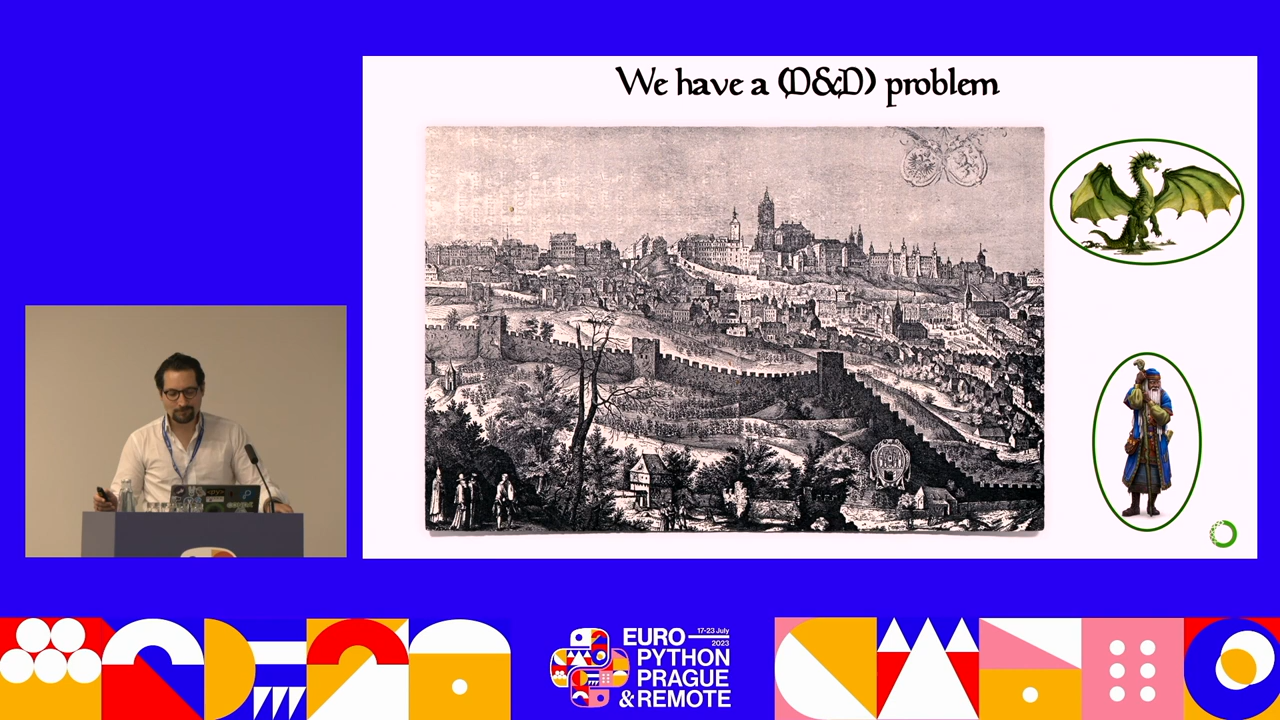 We have a (D&D) problem
EURO
17-23 July
2023
PYTHON
PRAGUE
& REMOTE